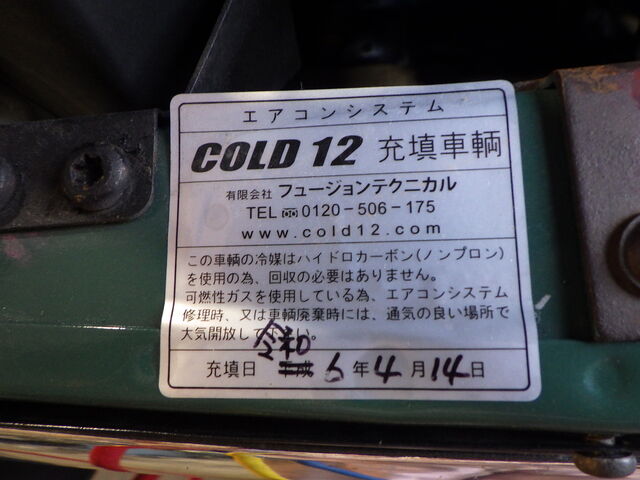 エアコンシステム
COLD 12 充填車輌
有限会社 フュージョンテクニカル
TEL 0120-506-175
www.cold12.com
この車輌の冷媒はハイドロカーボン(ノンフロン)
を使用の為、回収の必要はありません。
可燃性ガスを使用している為、エアコンシステム
修理時、又は車輌廃棄時には、通気の良い場所で
大気開放して下さい。
令和
充填日 平成 6年4月14日